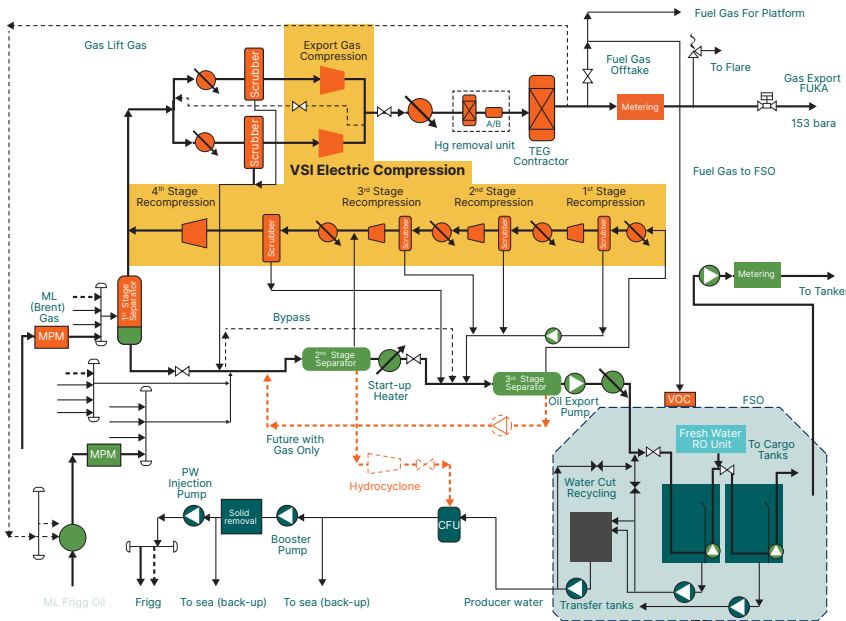 Fuel Gas For Platform
Gas Lift Gas
Export Gas
Compression
Fuel Gas
Offtake
To Flare
Gas Export
FUKA
Scrubber
Metering
A/B
153 bara
Hg removal unit
TEG
Contractor
Scrubber
VSI Electric Compression
Fuel Gas to FSO
4th Stage
Recompression
3rd Stage
Recompression
2nd Stage
Recompression
1st Stage
Recompression
Scrubber
Scrubber
Scrubber
Scrubber
Metering
To Tanker
ML
(Brent)
Gas
1st Stage
Separator
MPM
Bypass
2nd Stage
Separator
Start-up
Heater
3rd Stage
Separator
Oil Export
Pump
VOC
FSO
Future with
Gas Only
Fresh Water
RO Unit
To Cargo
Tanks
MPM
Hydrocyclone
Water Cut
Recycling
PW
Injection
Pump
Solid
removal
Booster
Pump
CFU
ML Frigg Oil
Frigg
To sea (back-up)
To sea (back-up)
Producer water
Transfer tanks